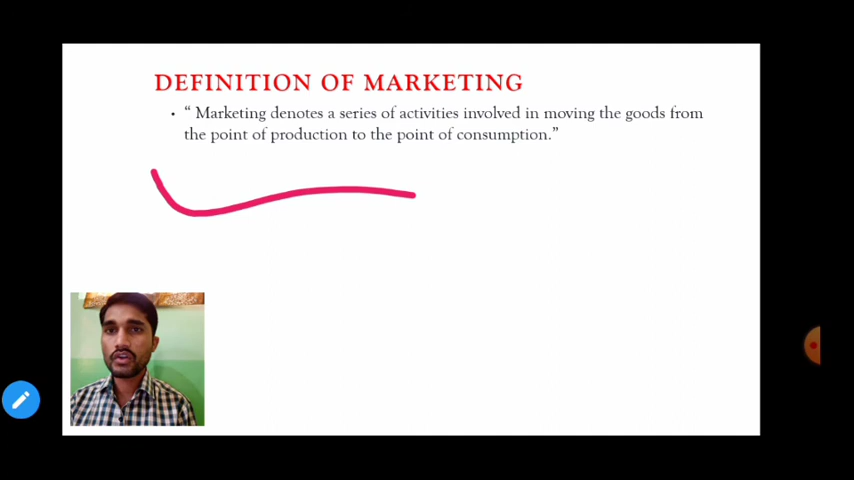 DEFINITION OF MARKETING
• “ Marketing denotes a series of activities involved in moving the goods from
the point of production to the point of consumption.”